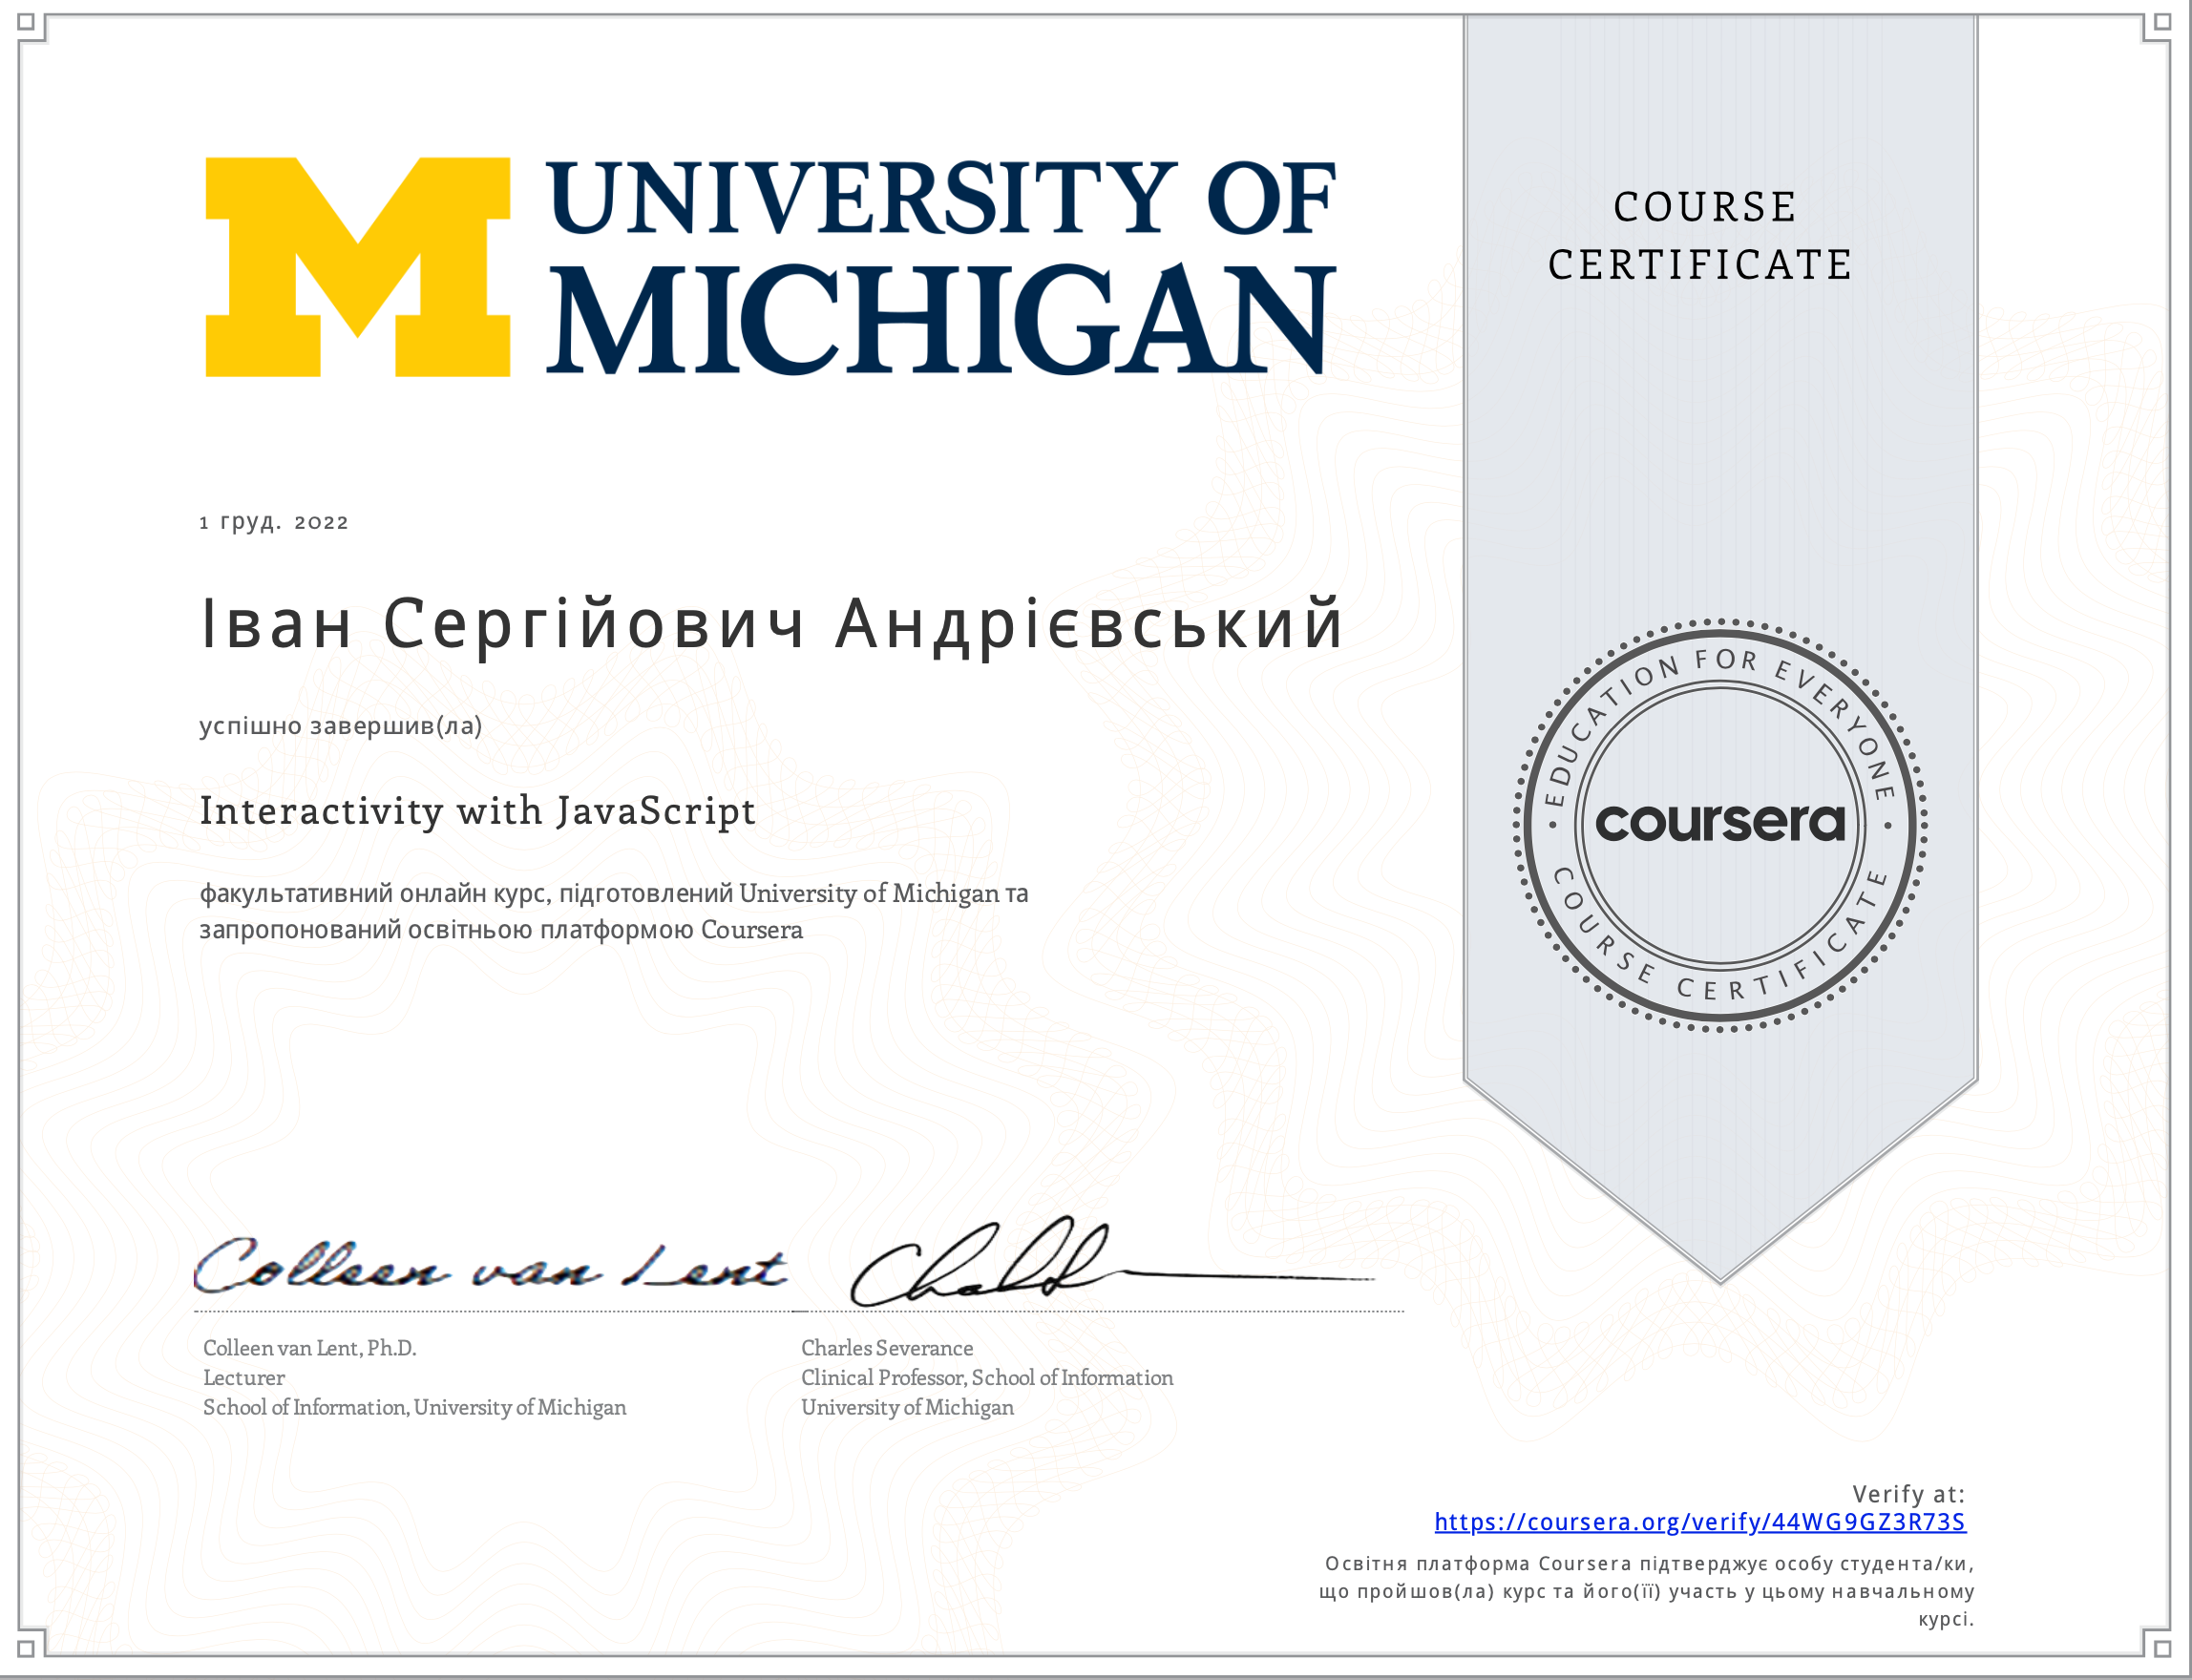 UNIVERSITY OF
MICHIGAN
COURSE
CERTIFICATE
1 груд. 2022
Іван Сергійович Андрієвський
успішно завершив(ла)
Interactivity with JavaScript
факультативний онлайн курс, підготовлений University of Michigan та
запропонований освітньою платформою Coursera
EDUCATION FOR EVERYONE
coursera
COURSE CERTIFICATE
Colleen van Lent
Colleen van Lent, Ph.D.
Lecturer
School of Information, University of Michigan
Charles Severance
Clinical Professor, School of Information
University of Michigan
Verify at:
https://coursera.org/verify/44WG9GZ3R73S
Освітня платформа Coursera підтверджує особу студента/ки,
що пройшов(ла) курс та його(її) участь у цьому навчальному
курсі.